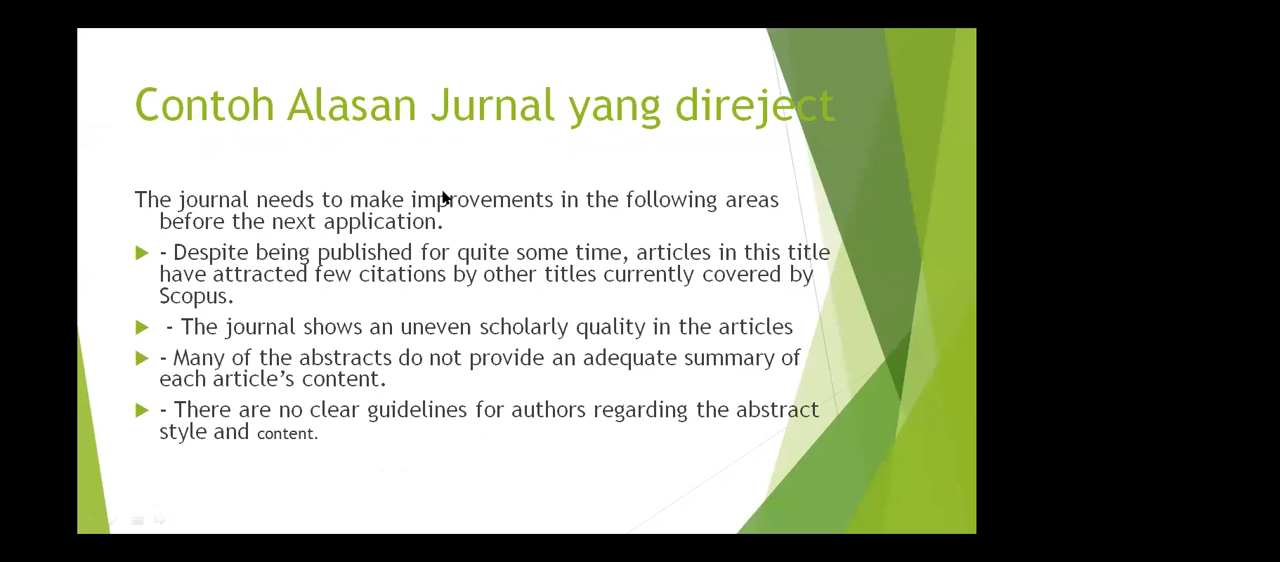 Contoh Alasan Jurnal yang direject
The journal needs to make improvements in the following areas
before the next application.
- Despite being published for quite some time, articles in this title
have attracted few citations by other titles currently covered by
Scopus.
- The journal shows an uneven scholarly quality in the articles
- Many of the abstracts do not provide an adequate summary of
each article's content.
- There are no clear guidelines for authors regarding the abstract
style and content.